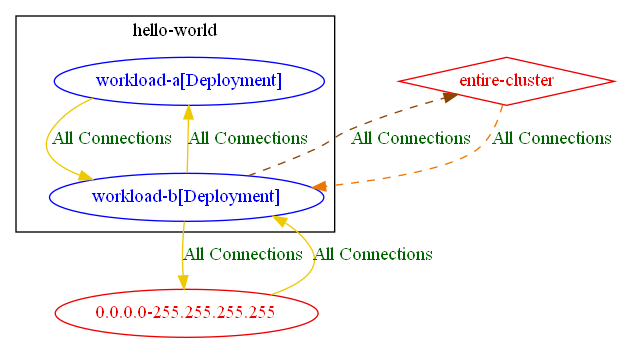 hello-world
workload-a[Deployment]
entire-cluster
All Connections
All Connections
All Connections
All Connections
workload-b[Deployment]
All Connections
All Connections
0.0.0.0-255.255.255.255